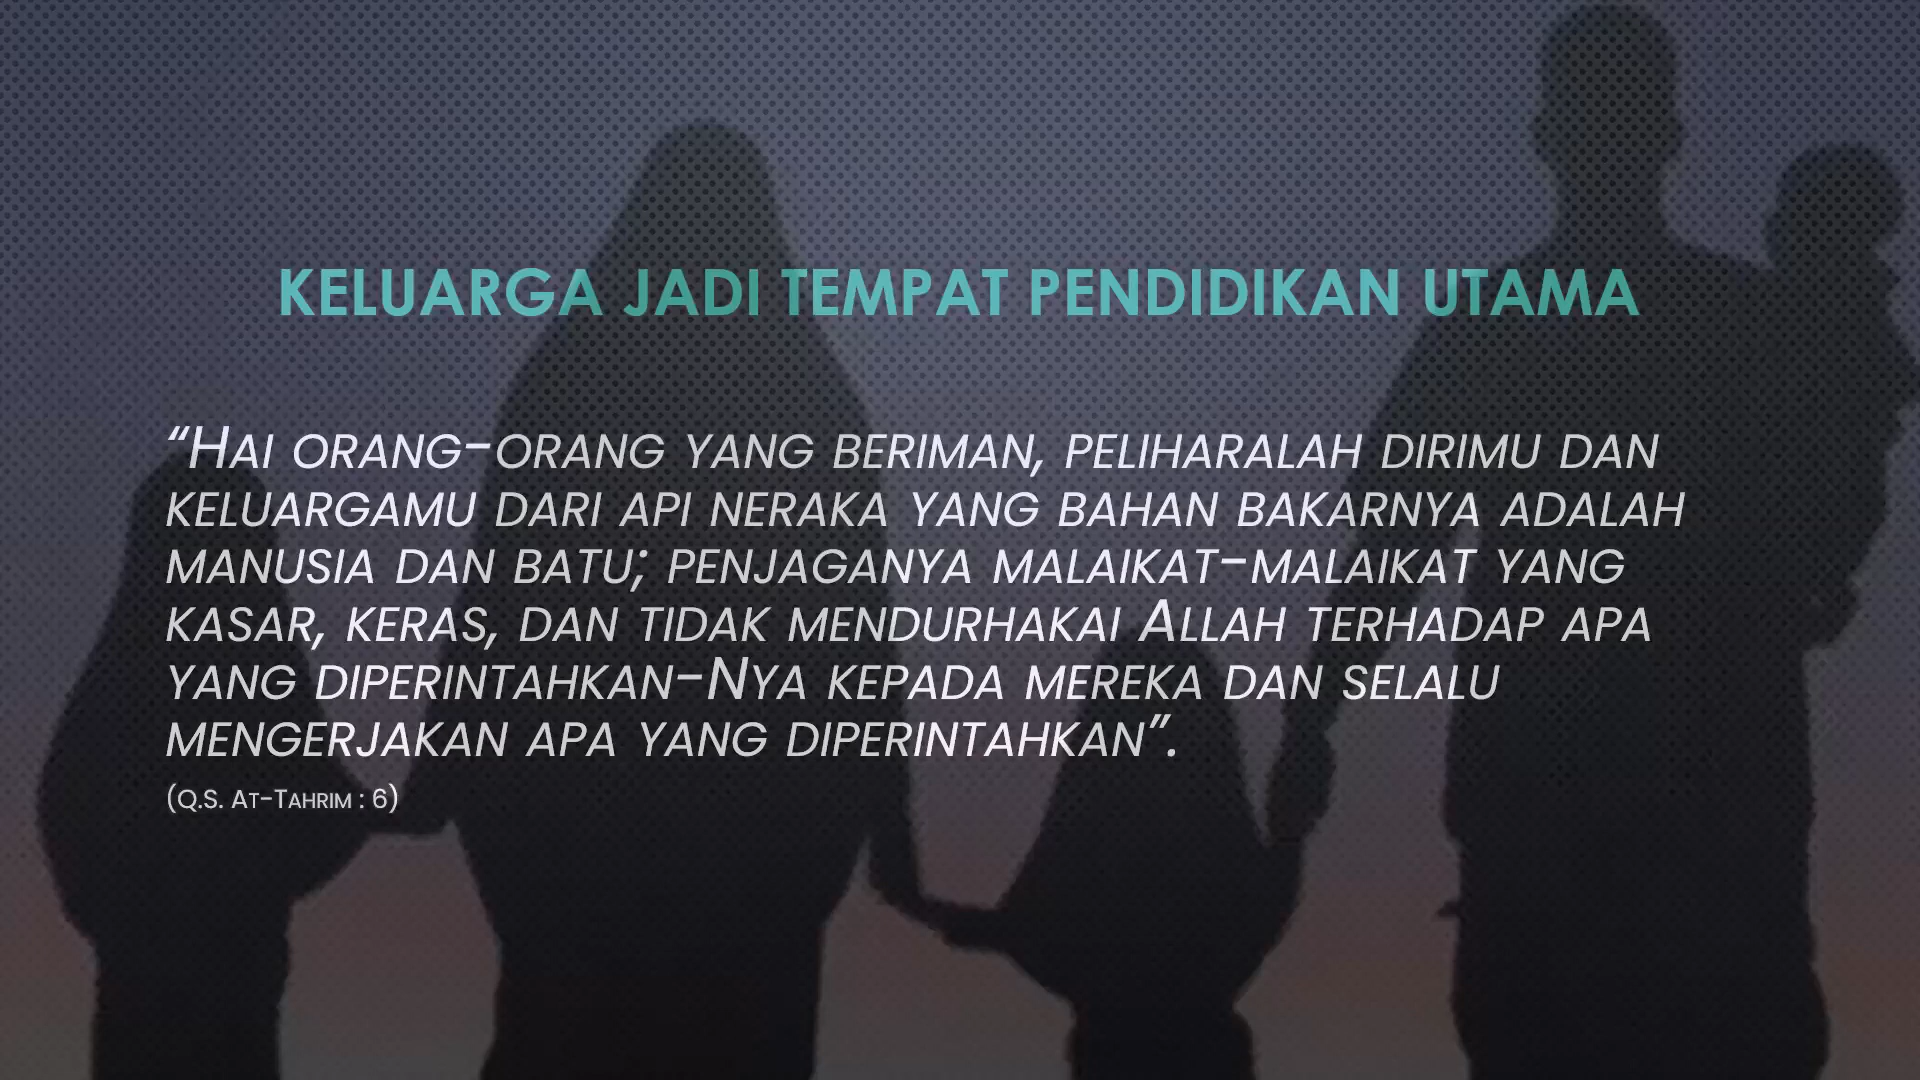 KELUARGA JADI TEMPAT PENDIDIKAN UTAMA
“HAI ORANG-ORANG YANG BERIMAN, PELIHARALAH DIRIMU DAN
KELUARGAMU DARI API NERAKA YANG BAHAN BAKARNYA ADALAH
MANUSIA DAN BATU; PENJAGANYA MALAIKAT-MALAIKAT YANG
KASAR, KERAS, DAN TIDAK MENDURHAKAI ALLAH TERHADAP APA
YANG DIPERINTAHKAN-NYA KEPADA MEREKA DAN SELALU
MENGERJAKAN APA YANG DIPERINTAHKAN”.
(Q.S. AT-TAHRIM : 6)